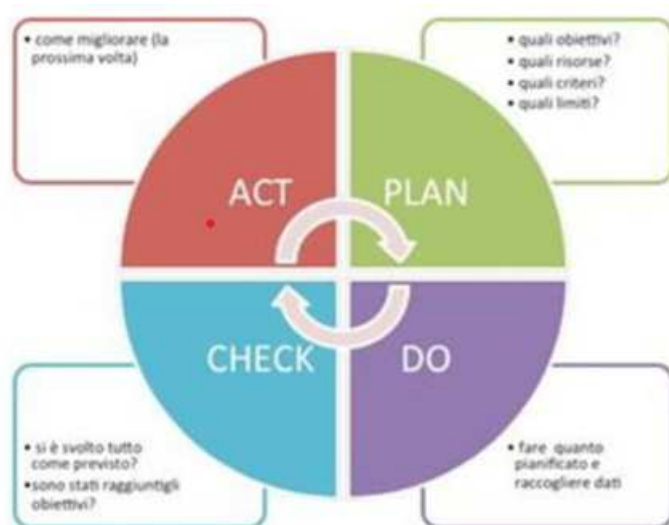 • come migliorare (la
prossima volta)
• quali obiettivi?
• quali risorse?
• quali criteri?
• quali limiti?
ACT
PLAN
CHECK
DO
• si è svolto tutto
come previsto?
• sono stati raggiuntigli
obiettivi?
• fare quanto
pianificato e
raccogliere dati